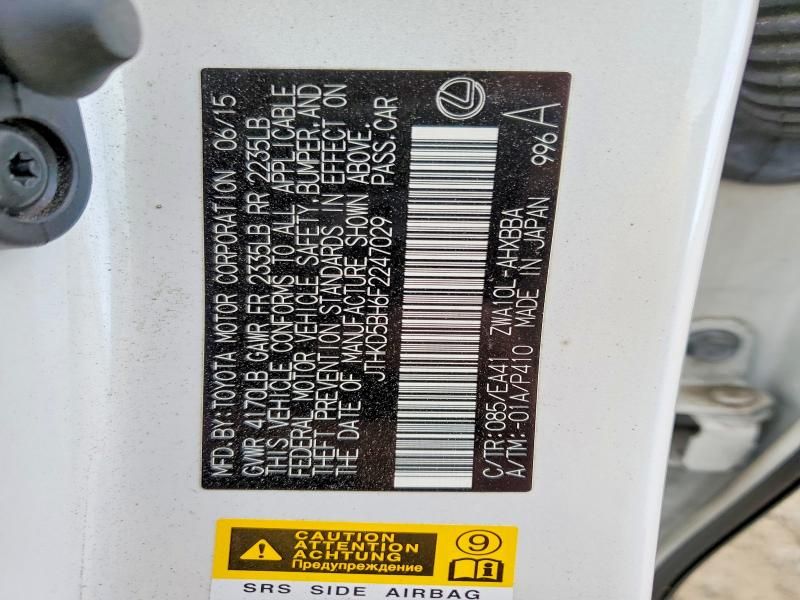 MFD.BY:TOYOTA MOTOR CORPORATION 06/15
GVWR 4170LB GAWR FR 2335LB RR 2235LB
THIS VEHICLE CONFORMS TO ALL APPLICABLE
FEDERAL MOTOR VEHICLE SAFETY, BUMPER, AND
THEFT PREVENTION STANDARDS IN EFFECT ON
THE DATE OF MANUFACTURE SHOWN ABOVE.
JTHKD5BH6F2247029 PASS.CAR
C/TR:085/EA41 ZWA10L-AHXBBA
A/TM:-01A/P410 MADE IN JAPAN 996 A
CAUTION
ATTENTION
ACHTUNG
Предупреждение
9
i
SRS SIDE AIRBAG